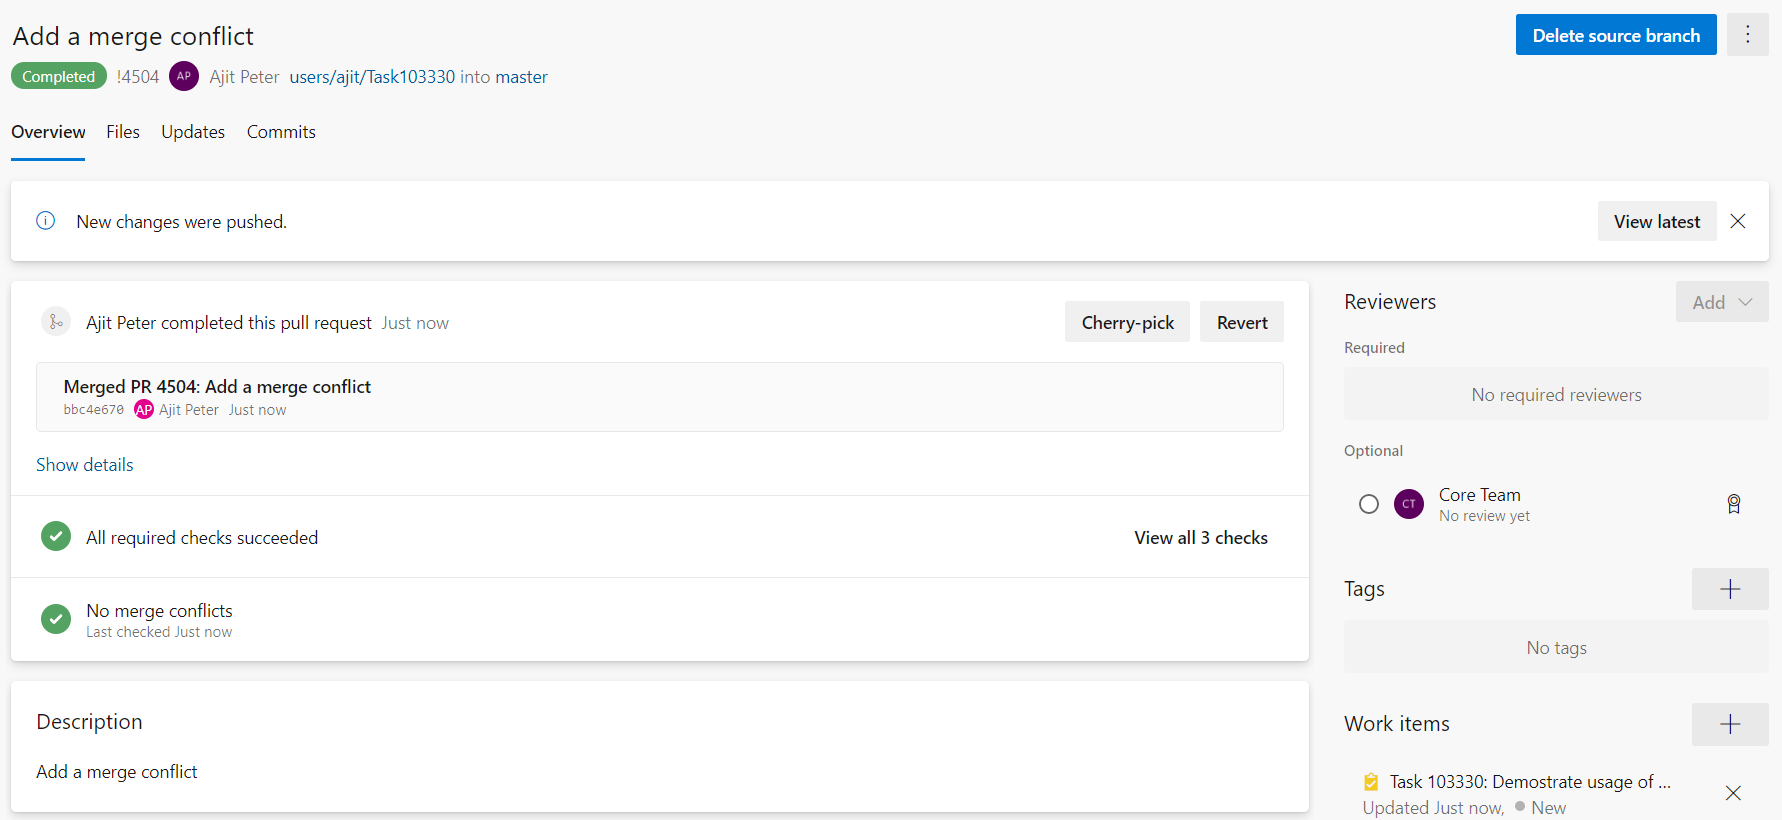 Add a merge conflict
Delete source branch
Completed !4504 AP Ajit Peter users/ajit/Task103330 into master
Overview Files Updates Commits
New changes were pushed.
View latest
Ajit Peter completed this pull request Just now
Cherry-pick
Revert
Merged PR 4504: Add a merge conflict
bbc4e670 AP Ajit Peter Just now
Show details
All required checks succeeded
View all 3 checks
No merge conflicts
Last checked Just now
Description
Add a merge conflict
Reviewers
Add
Required
No required reviewers
Optional
CT Core Team
No review yet
Tags
No tags
Work items
Task 103330: Demostrate usage of ...
Updated Just now, New